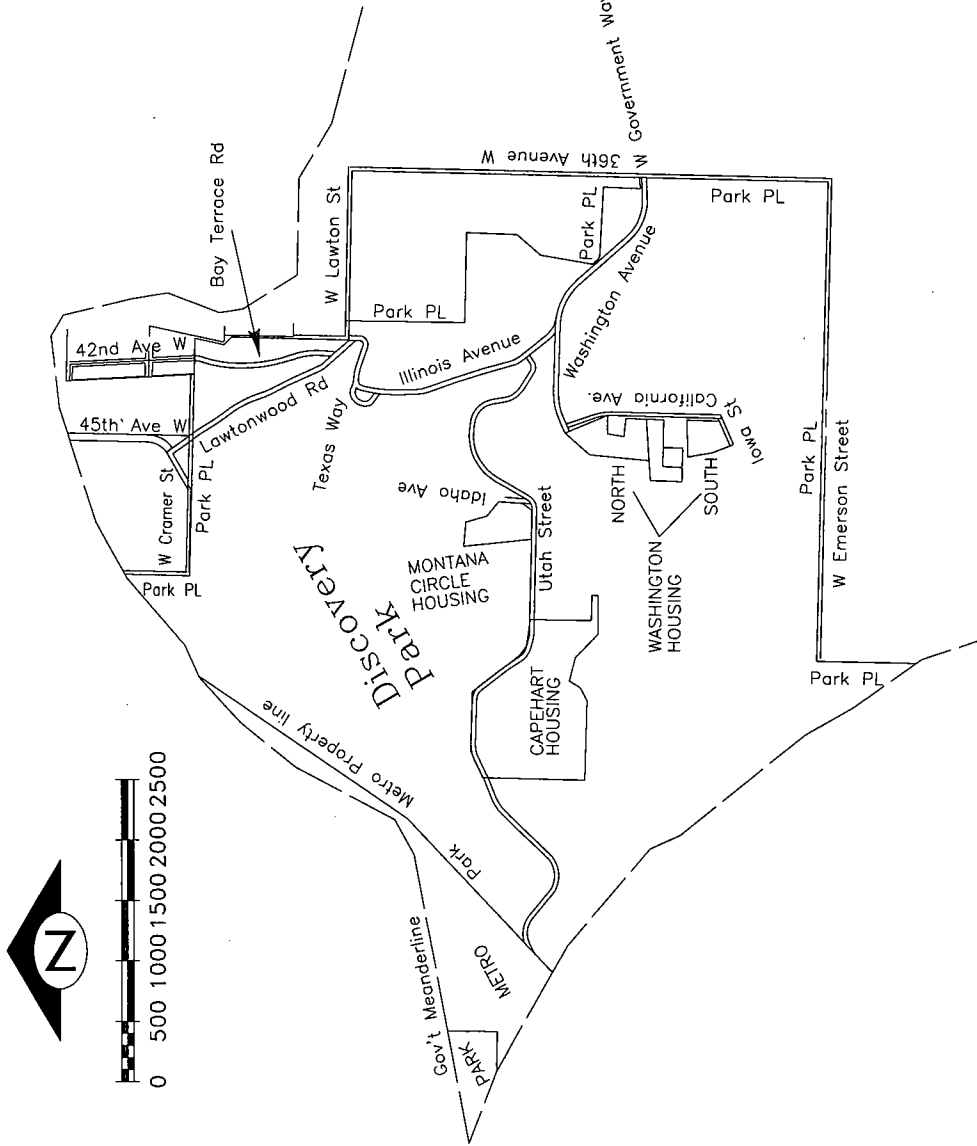 N
0 500 1000 1500 2000 2500
Bay Terrace Rd
42nd Ave W
45th Ave W
W Cramer St
Park PL
Park PL
Lawtonwood Rd
W Lawton St
Park PL
Texas Way
Illinois Avenue
36th Avenue W
W Government Way
Park PL
Washington Avenue
Park PL
California Ave.
Iowa St
NORTH
SOUTH
WASHINGTON
HOUSING
Idaho Ave
Utah Street
MONTANA
CIRCLE
HOUSING
Discovery
Park
CAPEHART
HOUSING
Metro Property line
Park
METRO
Gov't Meanderline
PARK
Park PL
W Emerson Street
Park PL